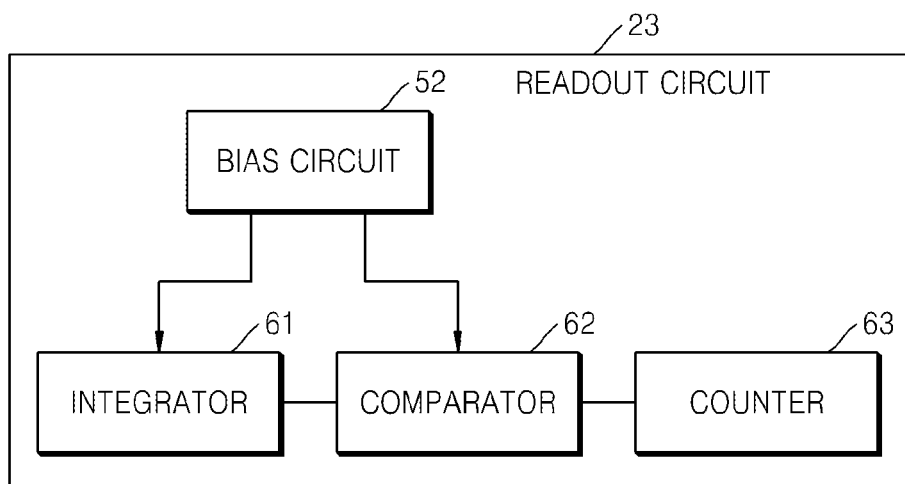 23
READOUT CIRCUIT
52
BIAS CIRCUIT
61
INTEGRATOR
62
COMPARATOR
63
COUNTER